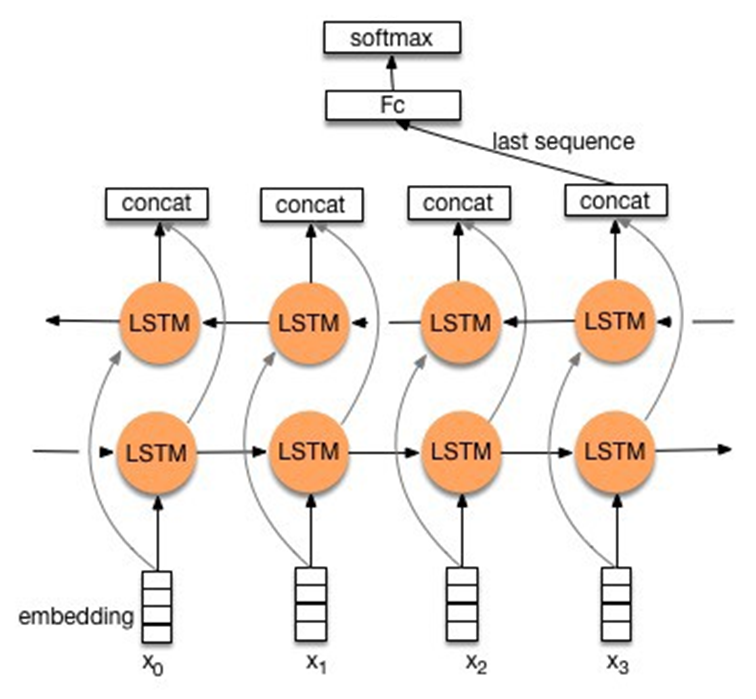 softmax
Fc
last sequence
concat concat concat concat
LSTM LSTM LSTM LSTM
LSTM LSTM LSTM LSTM
embedding
x0 x1 x2 x3